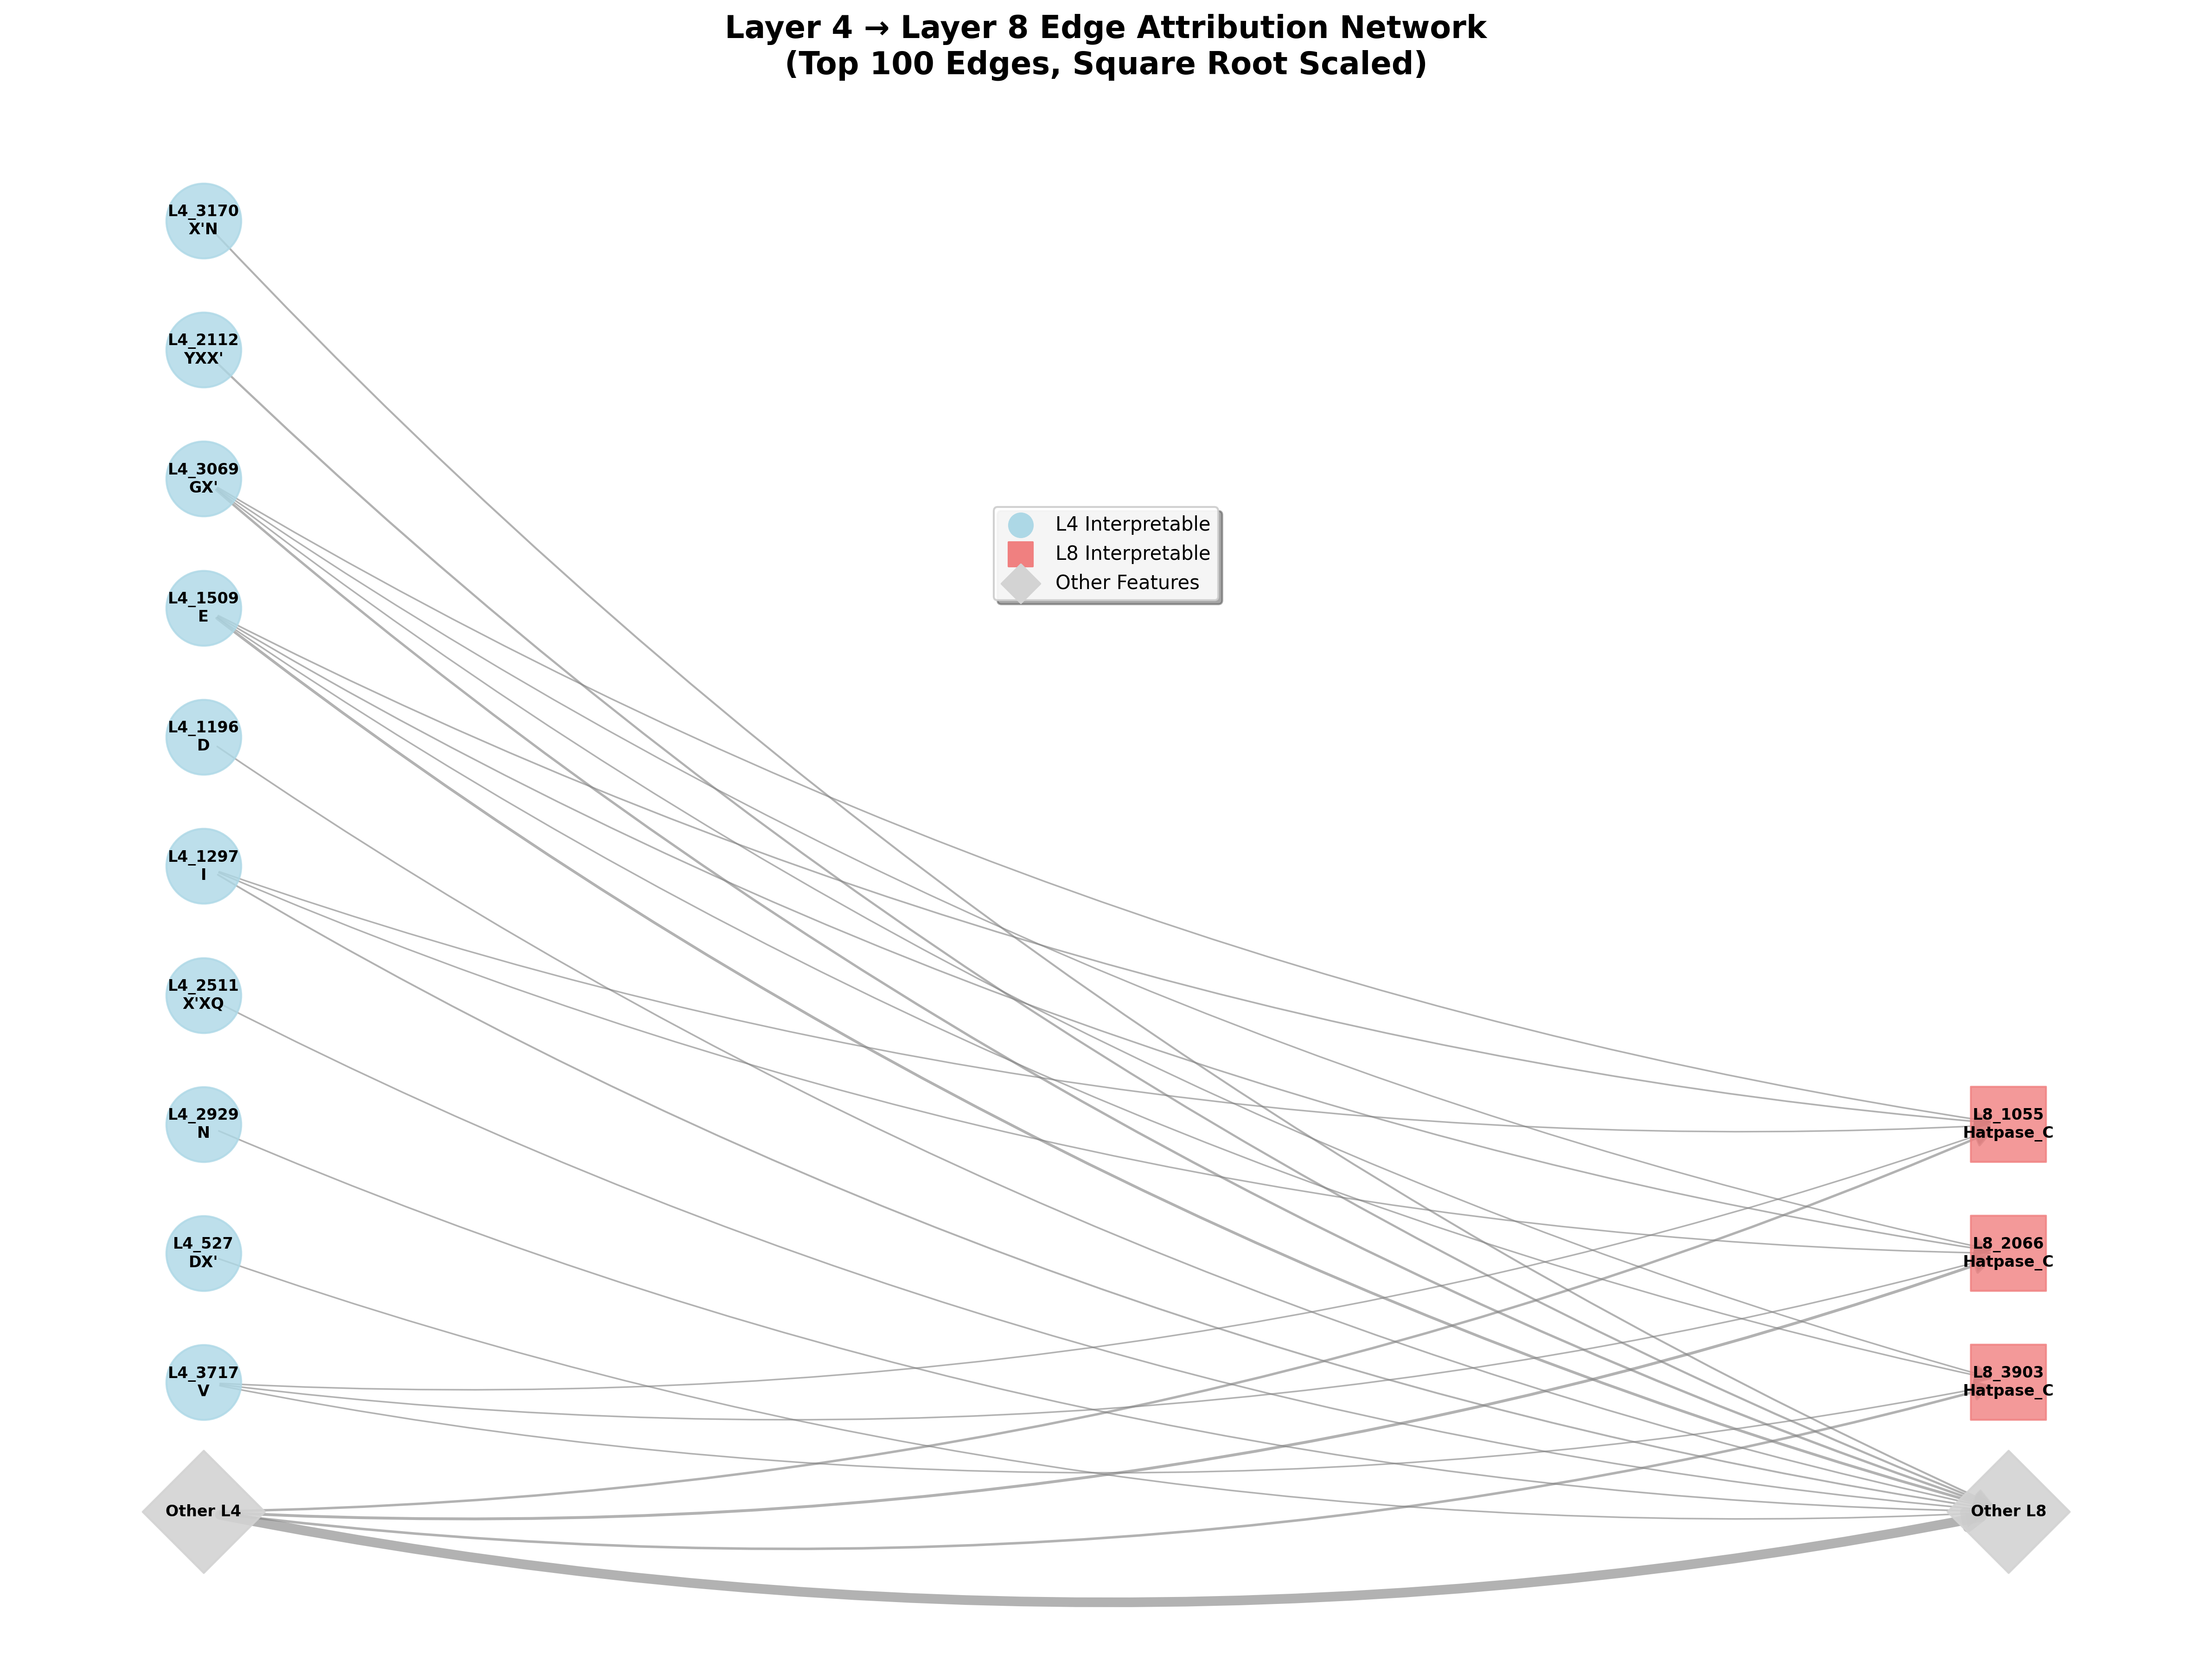 Layer 4 → Layer 8 Edge Attribution Network
(Top 100 Edges, Square Root Scaled)
L4_3170
X'N
L4_2112
YXX'
L4_3069
GX'
L4_1509
E
L4_1196
D
L4_1297
I
L4_2511
X'XQ
L4_2929
N
L4_527
DX'
L4_3717
V
Other L4
L4 Interpretable
L8 Interpretable
Other Features
L8_1055
Hatpase_C
L8_2066
Hatpase_C
L8_3903
Hatpase_C
Other L8